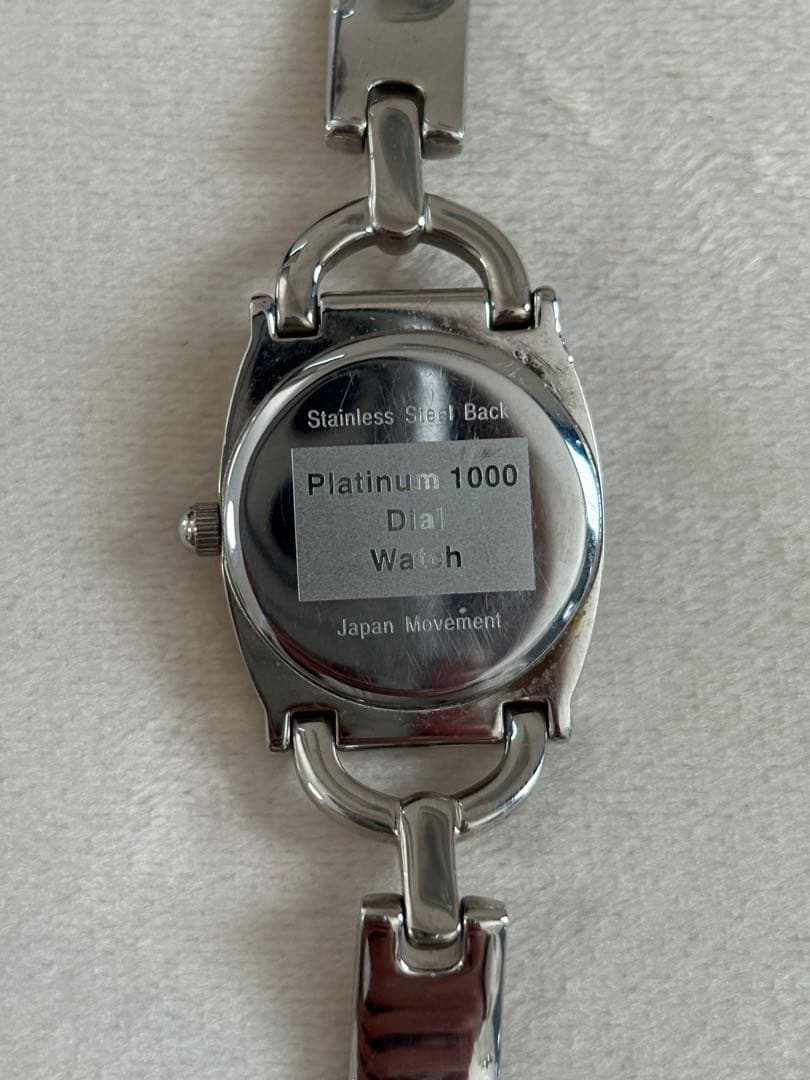 Stainless Steel Back
Platinum 1000
Dial
Watch
Japan Movement